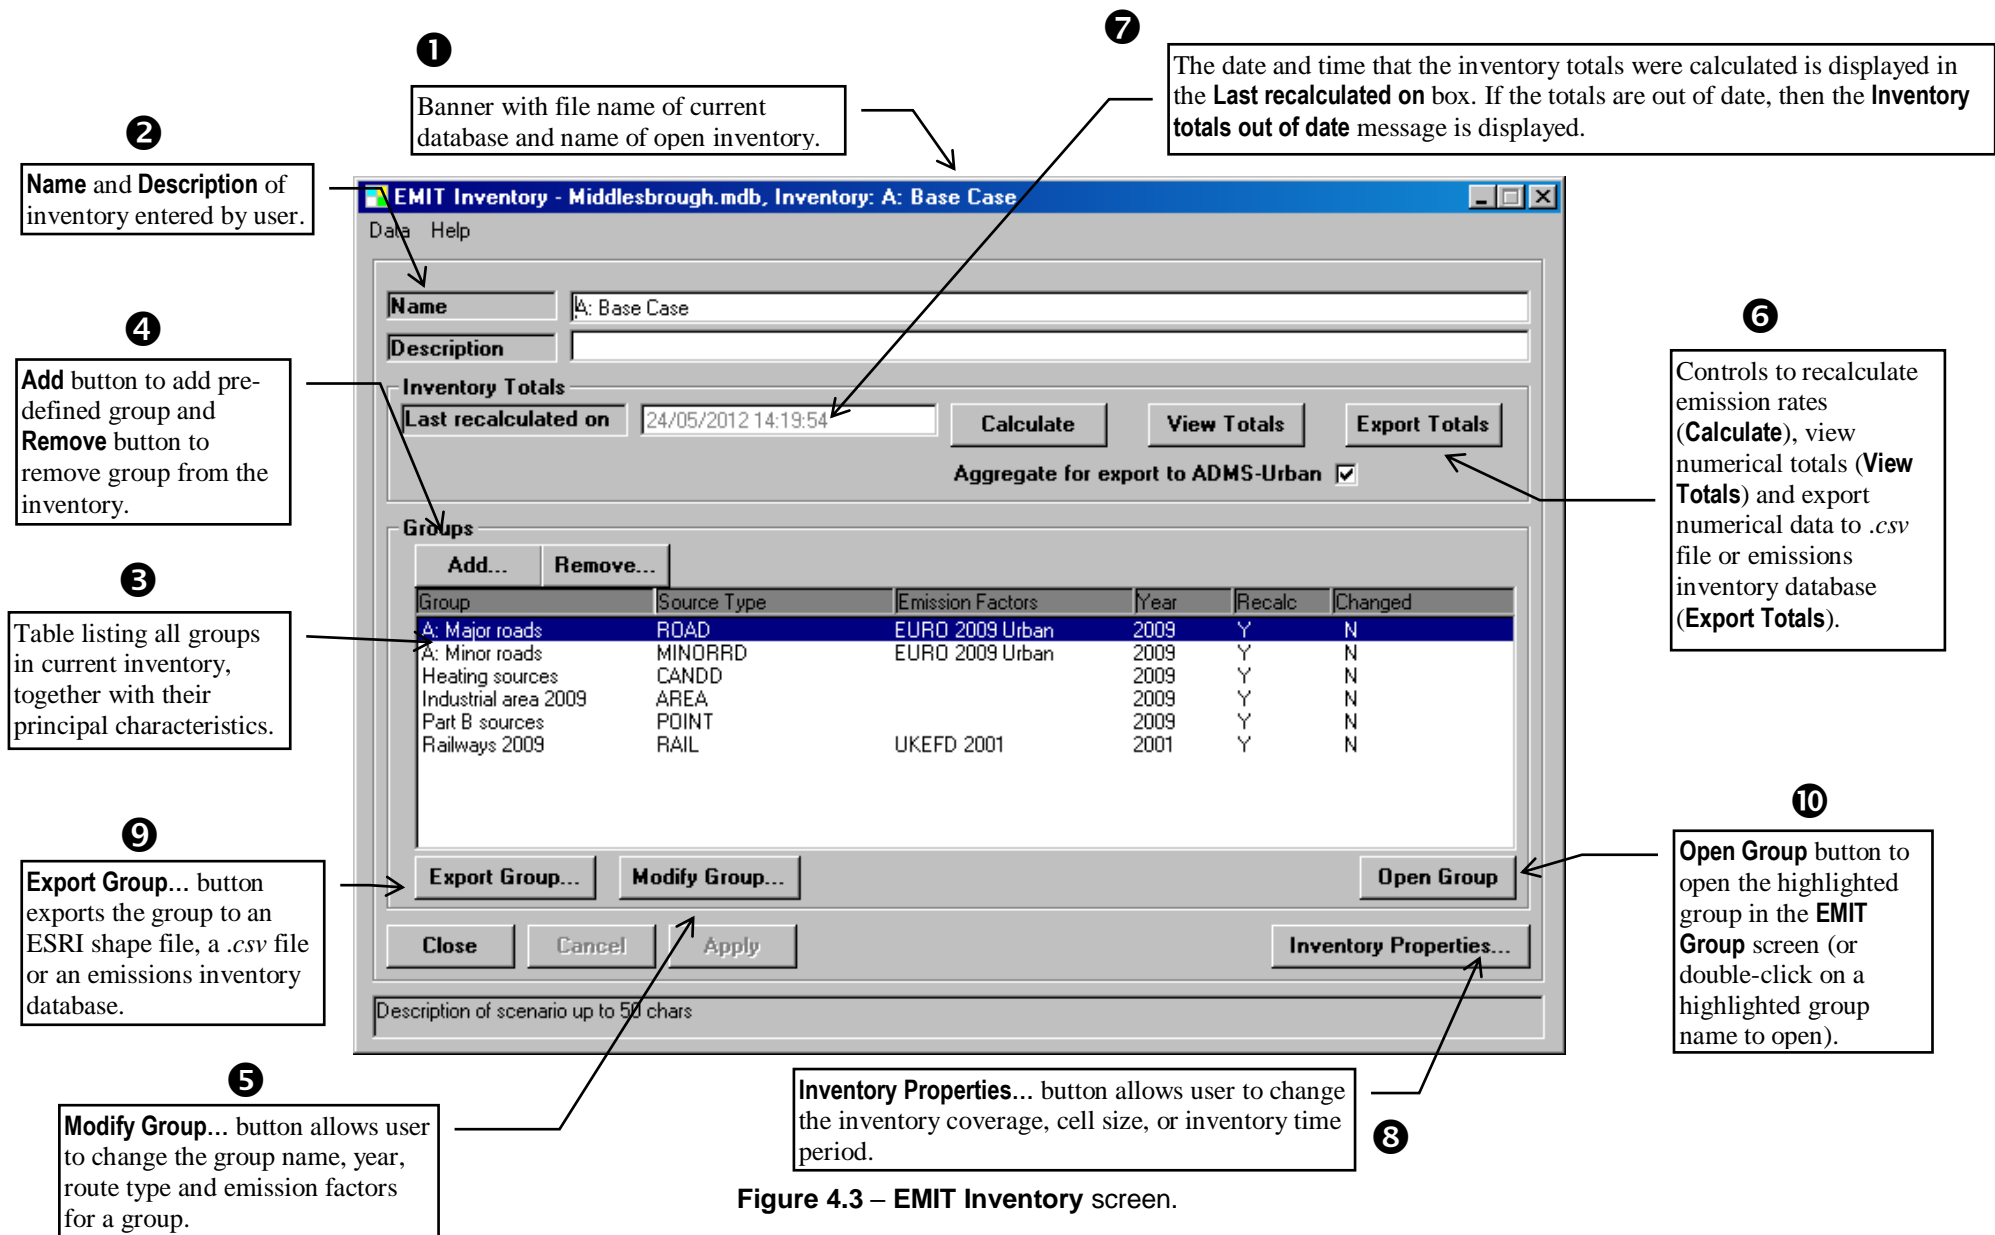 ❶
Banner with file name of current
database and name of open inventory.
❼
The date and time that the inventory totals were calculated is displayed in
the Last recalculated on box. If the totals are out of date, then the Inventory
totals out of date message is displayed.
❷
Name and Description of
inventory entered by user.
❹
Add button to add pre-
defined group and
Remove button to
remove group from the
inventory.
❸
Table listing all groups
in current inventory,
together with their
principal characteristics.
❾
Export Group… button
exports the group to an
ESRI shape file, a .csv file
or an emissions inventory
database.
EMIT Inventory - Middlesbrough.mdb, Inventory: A: Base Case
Data Help
Name A: Base Case
Description
Inventory Totals
Last recalculated on 24/05/2012 14:19:54 Calculate View Totals Export Totals
Aggregate for export to ADMS-Urban
Groups
Add... Remove...
Group Source Type Emission Factors Year Recalc Changed
A: Major roads ROAD EURO 2009 Urban 2009 Y N
A: Minor roads MINORRD EURO 2009 Urban 2009 Y N
Heating sources CANDD 2009 Y N
Industrial area 2009 AREA 2009 Y N
Part B sources POINT 2009 Y N
Railways 2009 RAIL UKEFD 2001 2001 Y N
Export Group... Modify Group... Open Group
Close Cancel Apply Inventory Properties...
Description of scenario up to 50 chars
❻
Controls to recalculate
emission rates
(Calculate), view
numerical totals (View
Totals) and export
numerical data to .csv
file or emissions
inventory database
(Export Totals).
❿
Open Group button to
open the highlighted
group in the EMIT
Group screen (or
double-click on a
highlighted group
name to open).
❺
Modify Group… button allows user
to change the group name, year,
route type and emission factors
for a group.
Inventory Properties… button allows user to change
the inventory coverage, cell size, or inventory time
period.
❽
Figure 4.3 – EMIT Inventory screen.